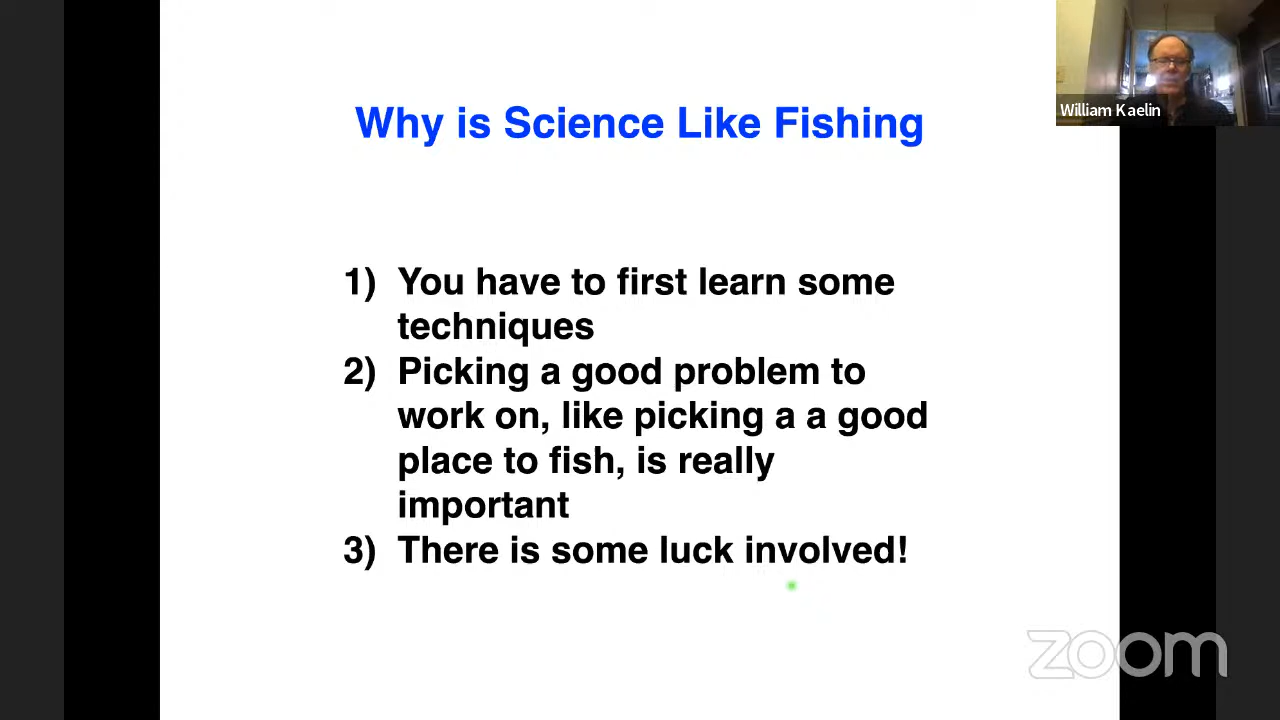 William Kaelin
Why is Science Like Fishing
1) You have to first learn some
techniques
2) Picking a good problem to
work on, like picking a a good
place to fish, is really
important
3) There is some luck involved!
zoom